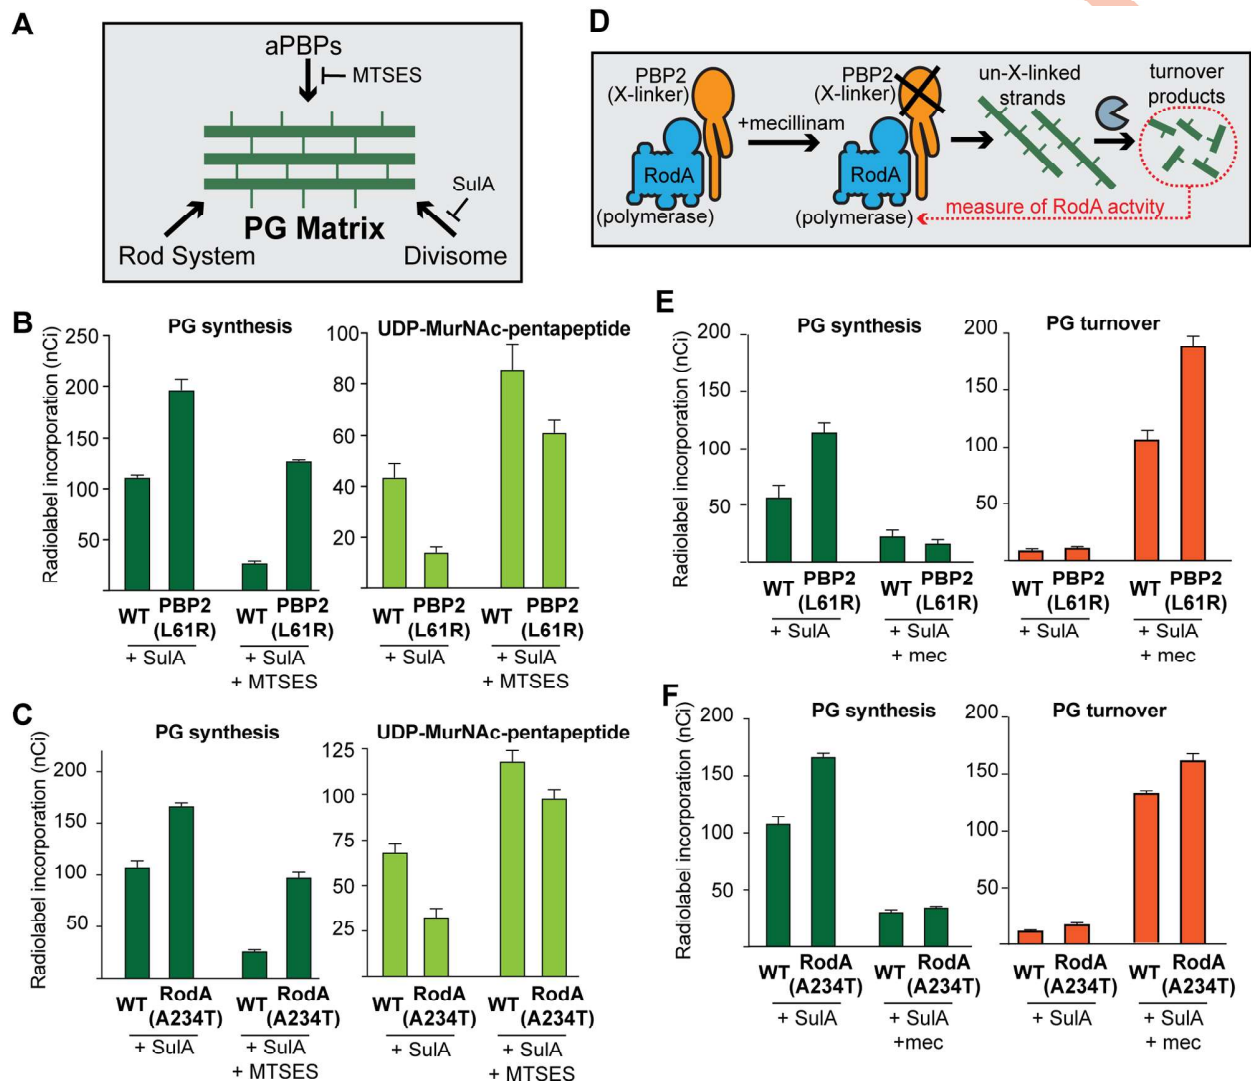 A
aPBPs
MTSES
SulA
PG Matrix
Rod System
Divisome
D
PBP2
(X-linker)
+mecillinam
RodA
(polymerase)
PBP2
(X-linker)
RodA
(polymerase)
un-X-linked
strands
turnover
products
measure of RodA actvity
B
Radiolabel incorporation (nCi)
PG synthesis
250
200
150
100
50
WT PBP2 WT PBP2
(L61R) (L61R)
+ SulA + SulA
+ MTSES
UDP-MurNAc-pentapeptide
100
80
60
40
20
WT PBP2 WT PBP2
(L61R) (L61R)
+ SulA + SulA
+ MTSES
C
Radiolabel incorporation (nCi)
PG synthesis
200
150
100
50
WT RodA WT RodA
(A234T) (A234T)
+ SulA + SulA
+ MTSES
UDP-MurNAc-pentapeptide
125
100
75
50
25
WT RodA WT RodA
(A234T) (A234T)
+ SulA + SulA
+ MTSES
E
Radiolabel incorporation (nCi)
PG synthesis
200
150
100
50
WT PBP2 WT PBP2
(L61R) (L61R)
+ SulA + SulA
+ mec
PG turnover
200
150
100
50
WT PBP2 WT PBP2
(L61R) (L61R)
+ SulA + SulA
+ mec
F
Radiolabel incorporation (nCi)
PG synthesis
200
150
100
50
WT RodA WT RodA
(A234T) (A234T)
+ SulA + SulA
+mec
PG turnover
200
150
100
50
WT RodA WT RodA
(A234T) (A234T)
+ SulA + SulA
+ mec